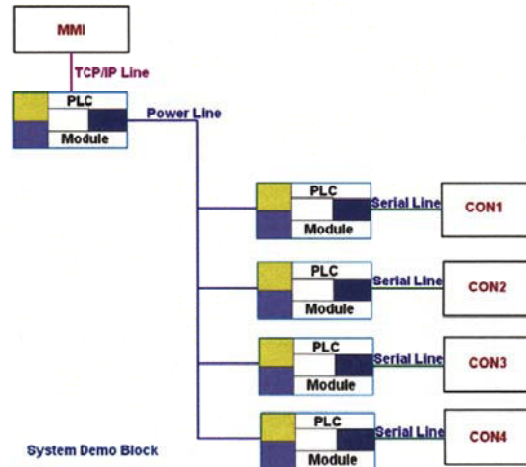 MMI
TCP/IP Line
PLC
Module
Power Line
PLC
Module
Serial Line
CON1
PLC
Module
Serial Line
CON2
PLC
Module
Serial Line
CON3
PLC
Module
Serial Line
CON4
System Demo Block